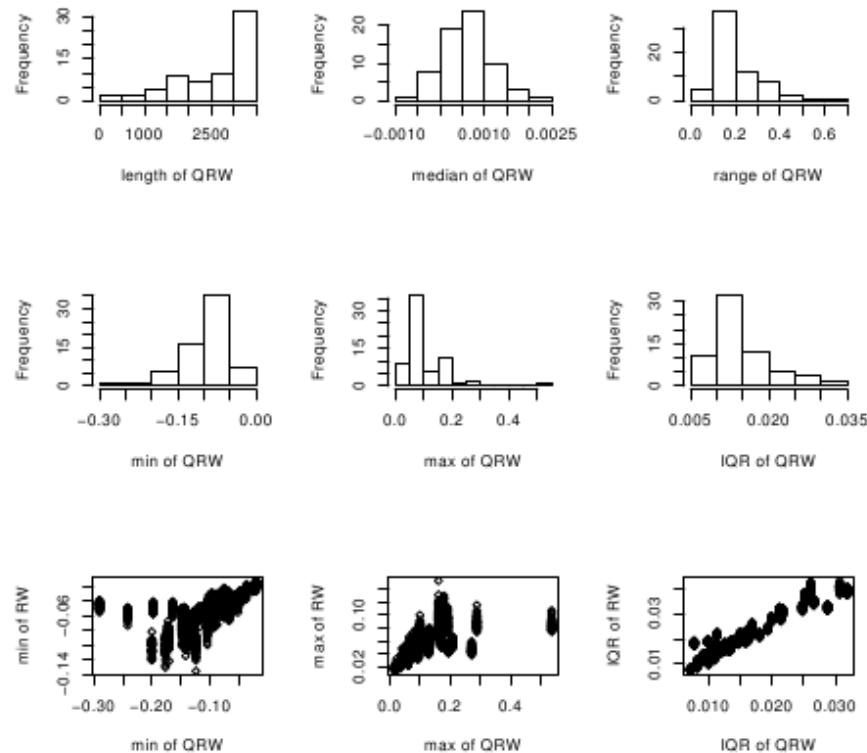 Frequency
0 15 30
0 1000 2500
length of QRW
Frequency
0 10 20
−0.0010 0.0010 0.0025
median of QRW
Frequency
0 20
0.0 0.2 0.4 0.6
range of QRW
Frequency
0 15 30
−0.30 −0.15 0.00
min of QRW
Frequency
0 15 30
0.0 0.2 0.4
max of QRW
Frequency
0 15 30
0.005 0.020 0.035
IQR of QRW
min of RW
−0.14 −0.06
−0.30 −0.20 −0.10
min of QRW
max of RW
0.02 0.10
0.0 0.2 0.4
max of QRW
IQR of RW
0.01 0.03
0.010 0.020 0.030
IQR of QRW